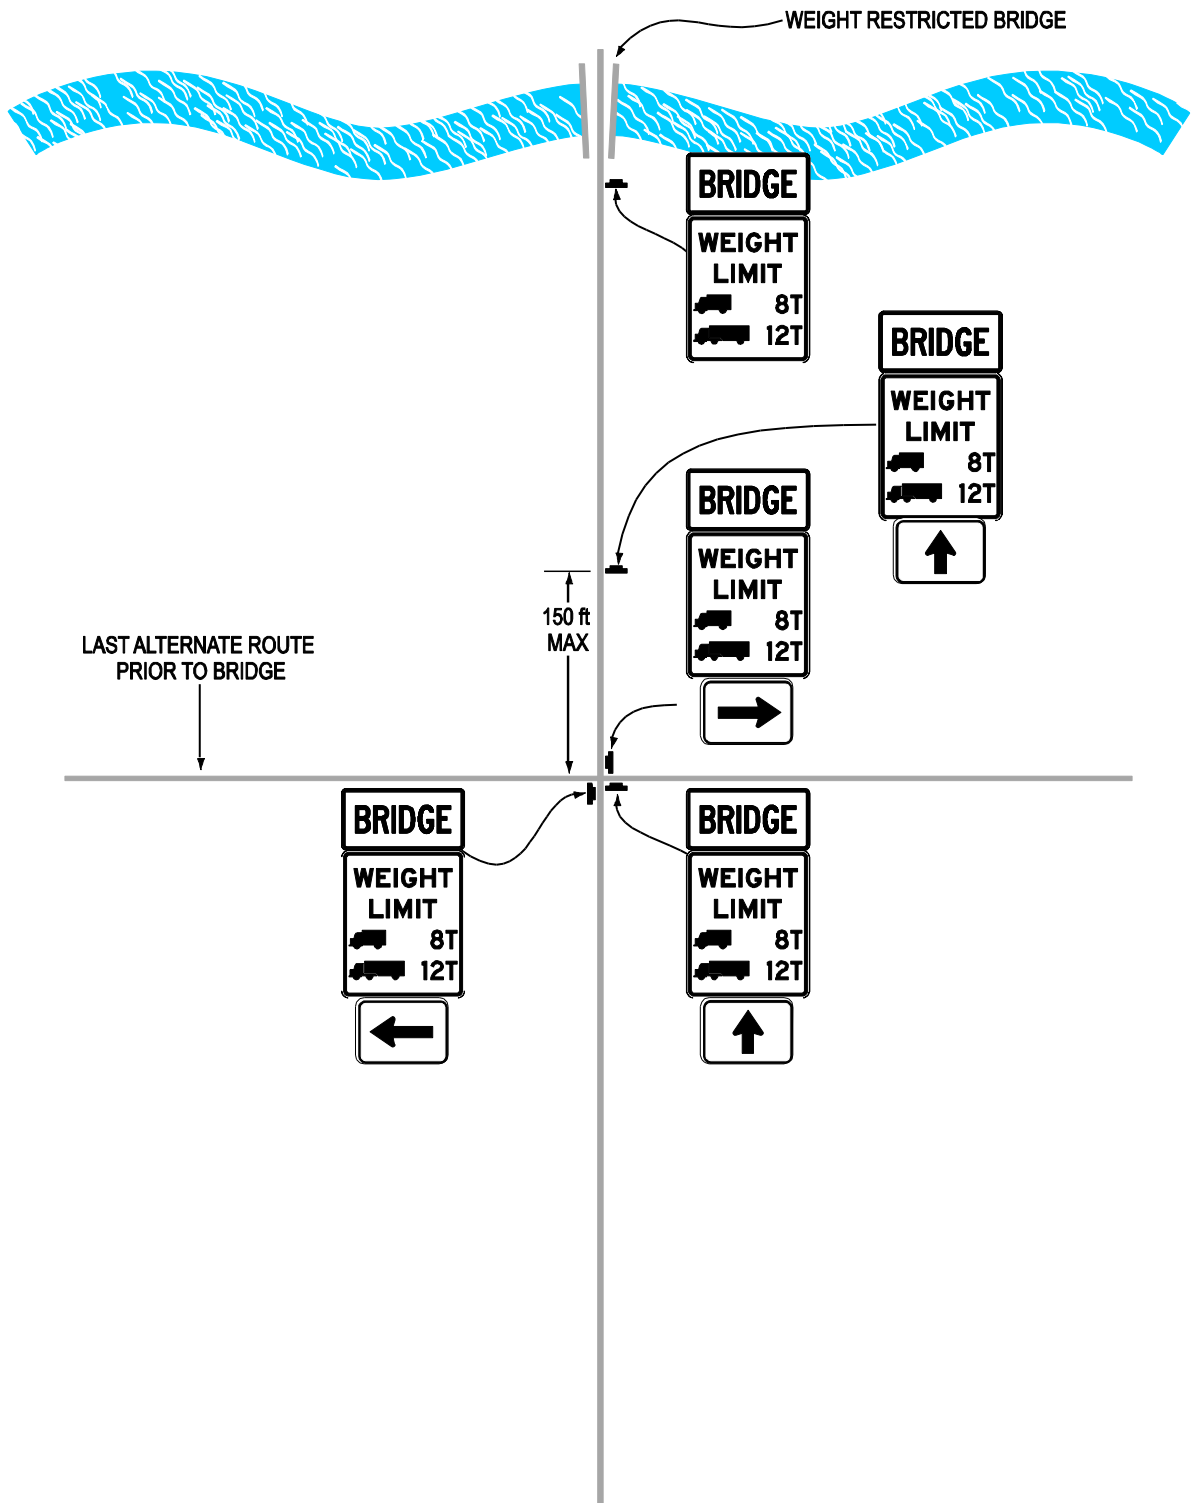 WEIGHT RESTRICTED BRIDGE
BRIDGE
WEIGHT
LIMIT
8T
12T
BRIDGE
WEIGHT
LIMIT
8T
12T
BRIDGE
WEIGHT
LIMIT
8T
12T
150 ft
MAX
LAST ALTERNATE ROUTE
PRIOR TO BRIDGE
BRIDGE
WEIGHT
LIMIT
8T
12T
BRIDGE
WEIGHT
LIMIT
8T
12T